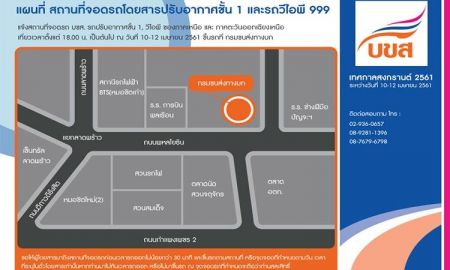 แผนที่ สถานที่จอดรถโดยสารปรับอากาศชั้น 1 และรถวีไอพี 999
แจ้งสถานที่จอดรถ บขส. รถปรับอากาศชั้น 1, วีไอพี ของภาคเหนือ และ ภาคตะวันออกเฉียงเหนือ
เที่ยวเวลาตั้งแต่ 18.00 น. เป็นต้นไป ณ วันที่ 10-12 เมษายน 2561 ขึ้นรถที่ กรมขนส่งทางบก
บขส
เทศกาลสงกรานต์ 2561
ระหว่างวันที่ 10-12 เมษายน 2561
ติดต่อสอบถาม โทร :
02-936-0657
08-9281-1396
08-7679-6798
ถนนลาดพร้าว
สถานีรถไฟฟ้า
BTS(หมอชิตเก่า)
ร.ร. การบิน
พลเรือน
กรมขนส่งทางบก
ร.ร. ช่างฝีมือ
ปัญจะฯ
แยกลาดพร้าว
ถนนพหลโยธิน
เซ็นทรัล
ลาดพร้าว
ถนนวิภาวดีรังสิต
หมอชิตใหม่(2)
สวนรถไฟ
สวนสมเด็จ
ตลาดนัด
สวนจตุจักร
ตลาด
อตก.
ถนนกำแพงเพชร 2